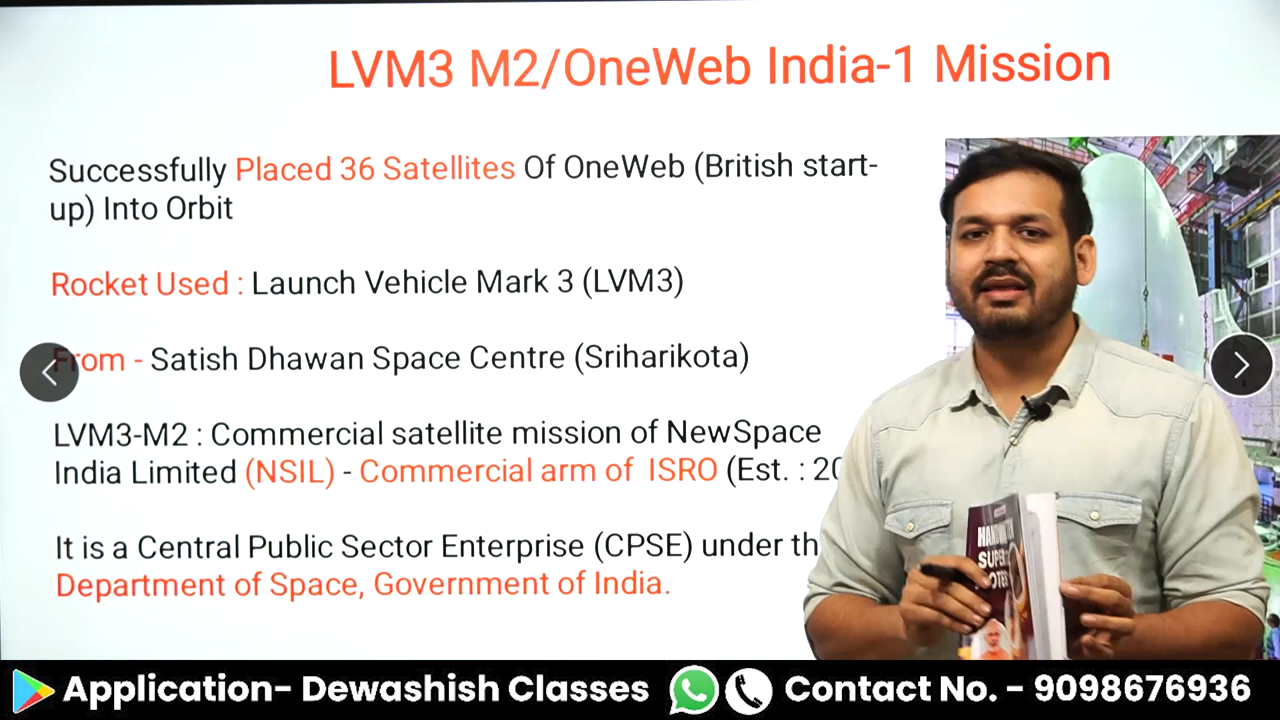 LVM3 M2/OneWeb India-1 Mission
Successfully Placed 36 Satellites Of OneWeb (British start-
up) Into Orbit
Rocket Used : Launch Vehicle Mark 3 (LVM3)
From - Satish Dhawan Space Centre (Sriharikota)
LVM3-M2 : Commercial satellite mission of NewSpace
India Limited (NSIL) - Commercial arm of ISRO (Est. : 20
It is a Central Public Sector Enterprise (CPSE) under th
Department of Space, Government of India.
Application- Dewashish Classes Contact No. - 9098676936